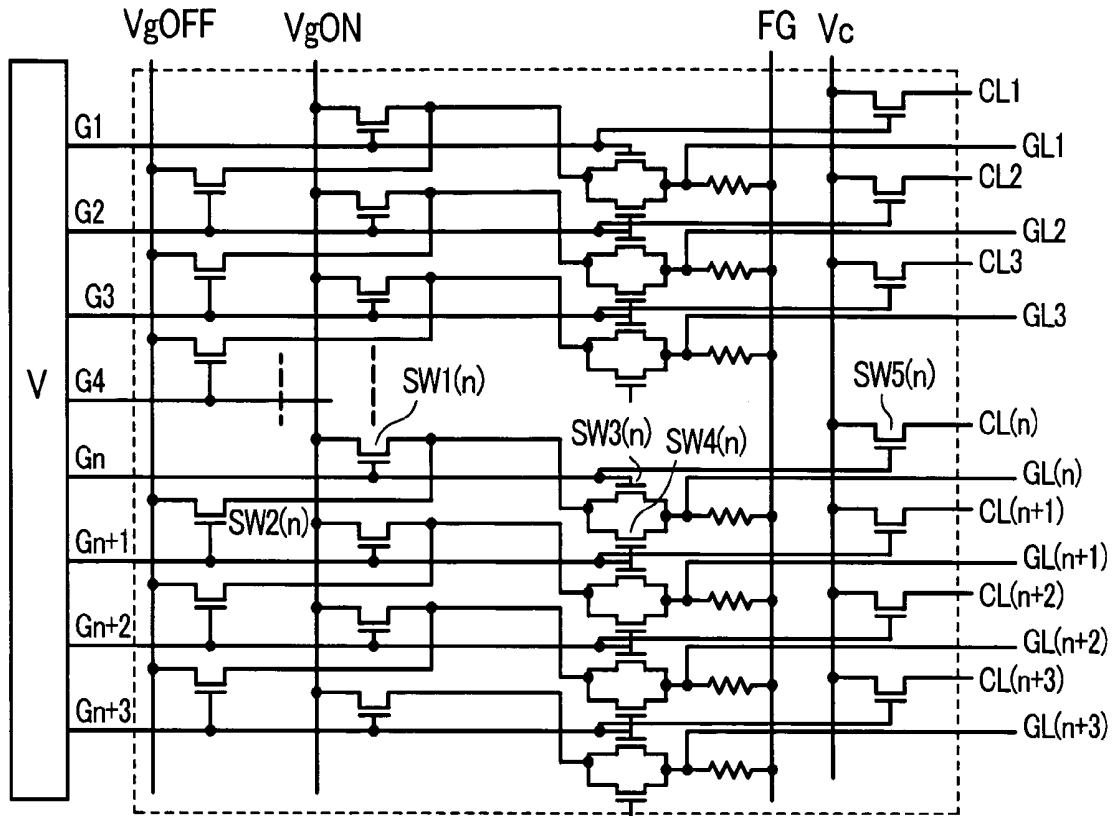 VgOFF VgON FG Vc
CL1
G1
GL1
CL2
G2
GL2
CL3
G3
GL3
V
G4
SW1(n)
SW5(n)
CL(n)
SW3(n)
SW4(n)
Gn
GL(n)
SW2(n)
CL(n+1)
Gn+1
GL(n+1)
CL(n+2)
Gn+2
GL(n+2)
CL(n+3)
Gn+3
GL(n+3)